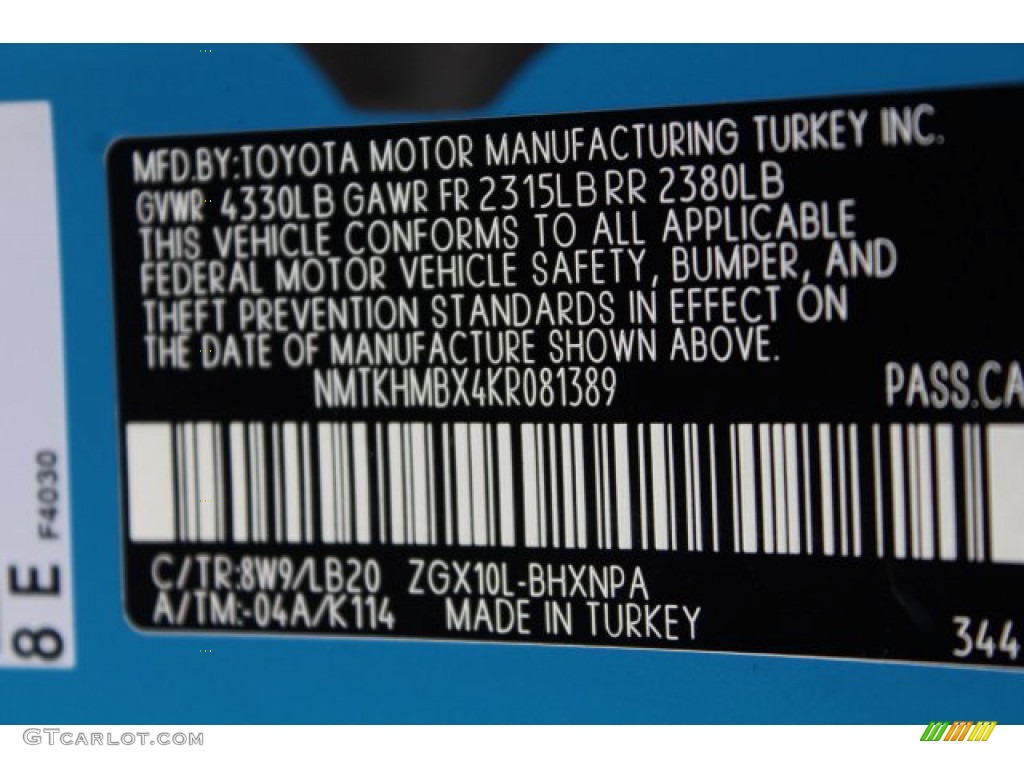 MFD.BY:TOYOTA MOTOR MANUFACTURING TURKEY INC.
GVWR 4330LB GAWR FR 2315LB RR 2380LB
THIS VEHICLE CONFORMS TO ALL APPLICABLE
FEDERAL MOTOR VEHICLE SAFETY, BUMPER, AND
THEFT PREVENTION STANDARDS IN EFFECT ON
THE DATE OF MANUFACTURE SHOWN ABOVE.
NMTKHMBX4KR081389 PASS.CA
C/TR:8W9/LB20 ZGX10L-BHXNPA
A/TM:-04A/K114 MADE IN TURKEY
344
8 E F4030
GTCARLOT.COM